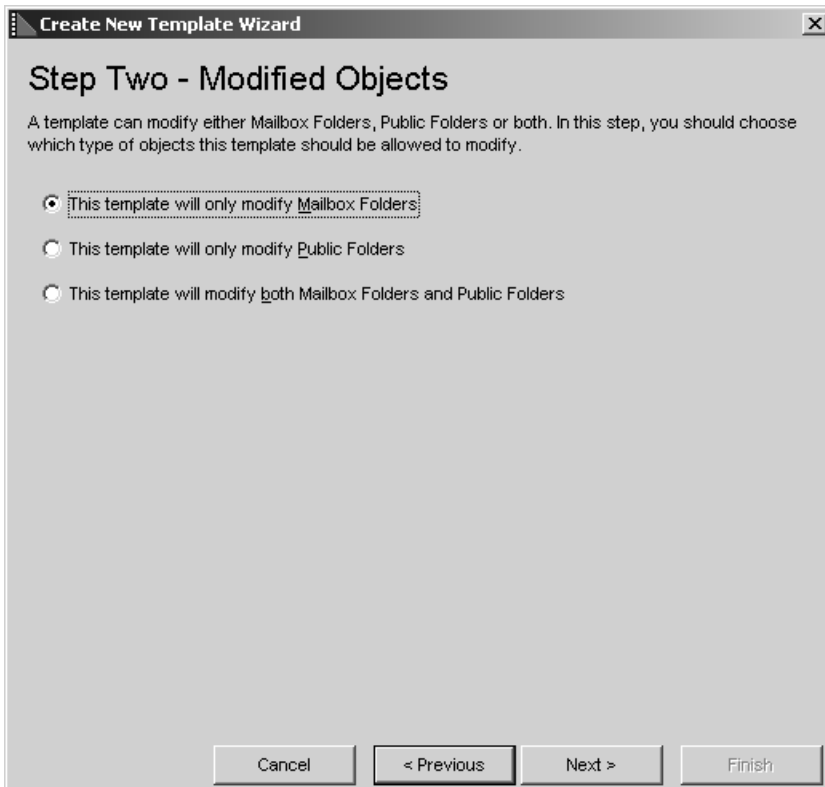 Create New Template Wizard
Step Two - Modified Objects
A template can modify either Mailbox Folders, Public Folders or both. In this step, you should choose
which type of objects this template should be allowed to modify.
This template will only modify Mailbox Folders
This template will only modify Public Folders
This template will modify both Mailbox Folders and Public Folders
Cancel
< Previous
Next >
Finish